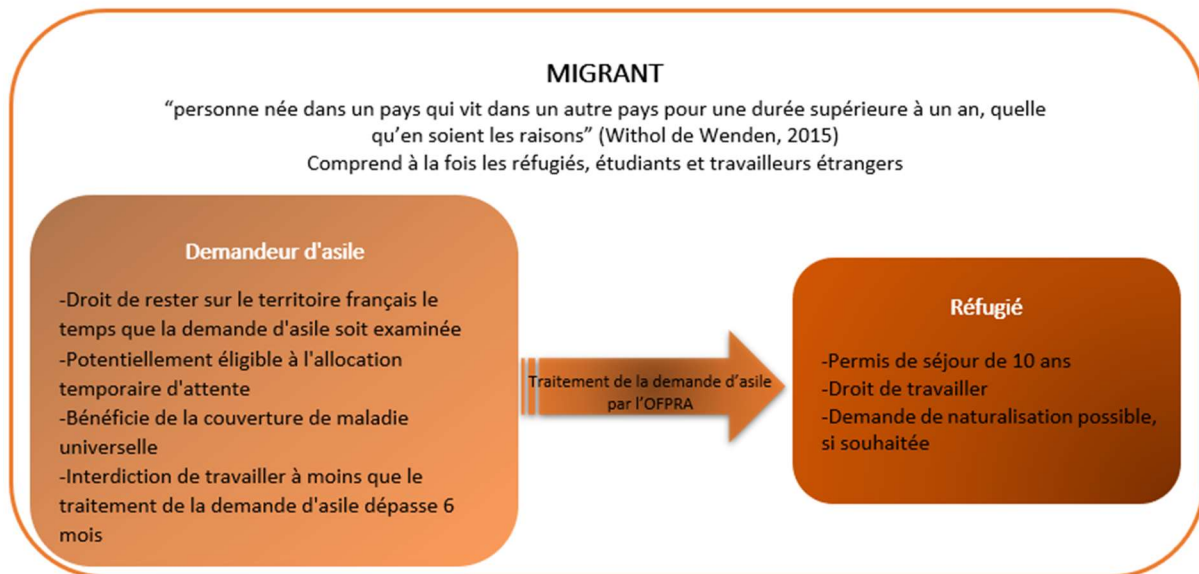 MIGRANT
“personne née dans un pays qui vit dans un autre pays pour une durée supérieure à un an, quelle
qu’en soient les raisons” (Withol de Wenden, 2015)
Comprend à la fois les réfugiés, étudiants et travailleurs étrangers
Demandeur d'asile
-Droit de rester sur le territoire français le
temps que la demande d'asile soit examinée
-Potentiellement éligible à l'allocation
temporaire d'attente
-Bénéficie de la couverture de maladie
universelle
-Interdiction de travailler à moins que le
traitement de la demande d'asile dépasse 6
mois
Traitement de la demande d’asile
par l’OFPRA
Réfugié
-Permis de séjour de 10 ans
-Droit de travailler
-Demande de naturalisation possible,
si souhaitée